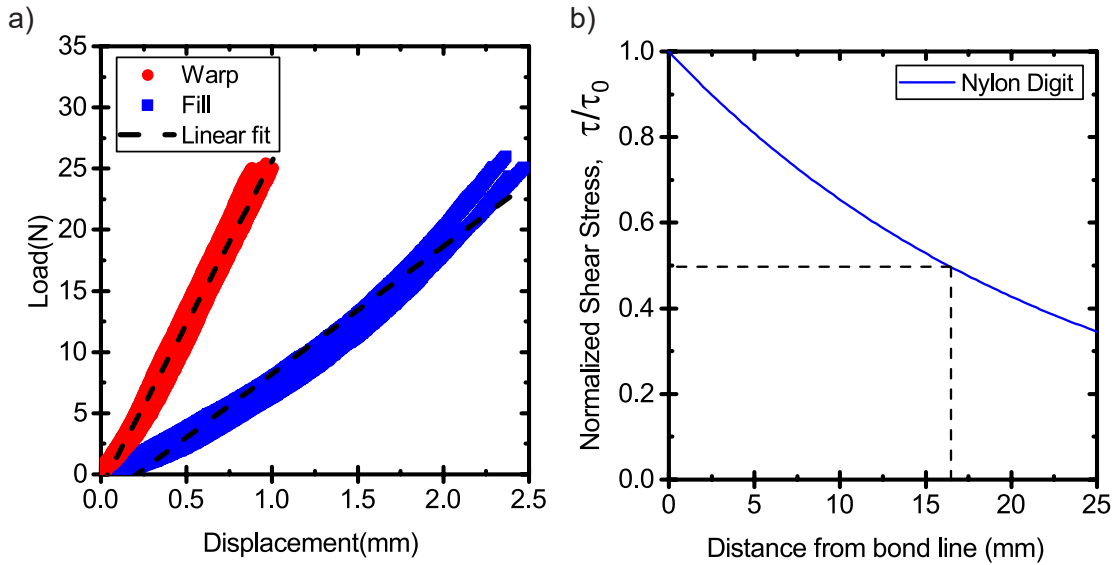 a)
35
30
25
20
15
10
5
0
Load(N)
Warp
Fill
Linear fit
0.0 0.5 1.0 1.5 2.0 2.5
Displacement(mm)
b)
1.0
0.8
0.6
0.4
0.2
0.0
Normalized Shear Stress, τ/τ0
Nylon Digit
0 5 10 15 20 25
Distance from bond line (mm)